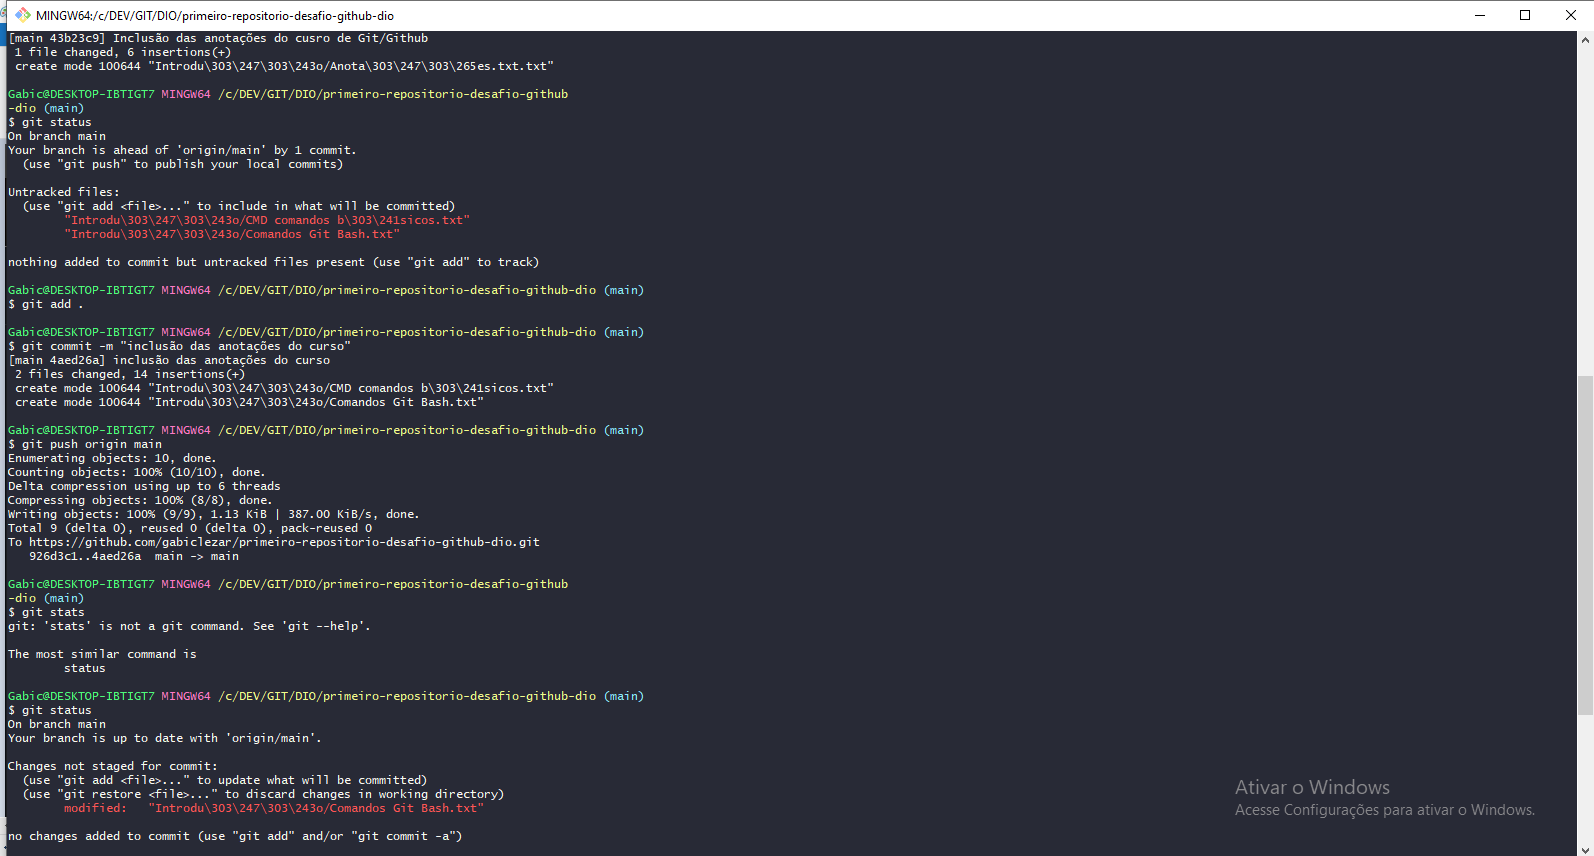 MINGW64:/c/DEV/GIT/DIO/primeiro-repositorio-desafio-github-dio
[main 43b23c9] Inclusão das anotações do cusro de Git/Github
 1 file changed, 6 insertions(+)
 create mode 100644 "Introdu\303\247\303\243o/Anota\303\247\303\265es.txt.txt"
Gabic@DESKTOP-IBTIGT7 MINGW64 /c/DEV/GIT/DIO/primeiro-repositorio-desafio-github
-dio (main)
$ git status
On branch main
Your branch is ahead of 'origin/main' by 1 commit.
  (use "git push" to publish your local commits)
Untracked files:
  (use "git add <file>..." to include in what will be committed)
        "Introdu\303\247\303\243o/CMD comandos b\303\241sicos.txt"
        "Introdu\303\247\303\243o/Comandos Git Bash.txt"
nothing added to commit but untracked files present (use "git add" to track)
Gabic@DESKTOP-IBTIGT7 MINGW64 /c/DEV/GIT/DIO/primeiro-repositorio-desafio-github-dio (main)
$ git add .
Gabic@DESKTOP-IBTIGT7 MINGW64 /c/DEV/GIT/DIO/primeiro-repositorio-desafio-github-dio (main)
$ git commit -m "inclusão das anotações do curso"
[main 4aed26a] inclusão das anotações do curso
 2 files changed, 14 insertions(+)
 create mode 100644 "Introdu\303\247\303\243o/CMD comandos b\303\241sicos.txt"
 create mode 100644 "Introdu\303\247\303\243o/Comandos Git Bash.txt"
Gabic@DESKTOP-IBTIGT7 MINGW64 /c/DEV/GIT/DIO/primeiro-repositorio-desafio-github-dio (main)
$ git push origin main
Enumerating objects: 10, done.
Counting objects: 100% (10/10), done.
Delta compression using up to 6 threads
Compressing objects: 100% (8/8), done.
Writing objects: 100% (9/9), 1.13 KiB | 387.00 KiB/s, done.
Total 9 (delta 0), reused 0 (delta 0), pack-reused 0
To https://github.com/gabiclezar/primeiro-repositorio-desafio-github-dio.git
   926d3c1..4aed26a  main -> main
Gabic@DESKTOP-IBTIGT7 MINGW64 /c/DEV/GIT/DIO/primeiro-repositorio-desafio-github
-dio (main)
$ git stats
git: 'stats' is not a git command. See 'git --help'.
The most similar command is
        status
Gabic@DESKTOP-IBTIGT7 MINGW64 /c/DEV/GIT/DIO/primeiro-repositorio-desafio-github-dio (main)
$ git status
On branch main
Your branch is up to date with 'origin/main'.
Changes not staged for commit:
  (use "git add <file>..." to update what will be committed)
  (use "git restore <file>..." to discard changes in working directory)
        modified:   "Introdu\303\247\303\243o/Comandos Git Bash.txt"
no changes added to commit (use "git add" and/or "git commit -a")
Ativar o Windows
Acesse Configurações para ativar o Windows.